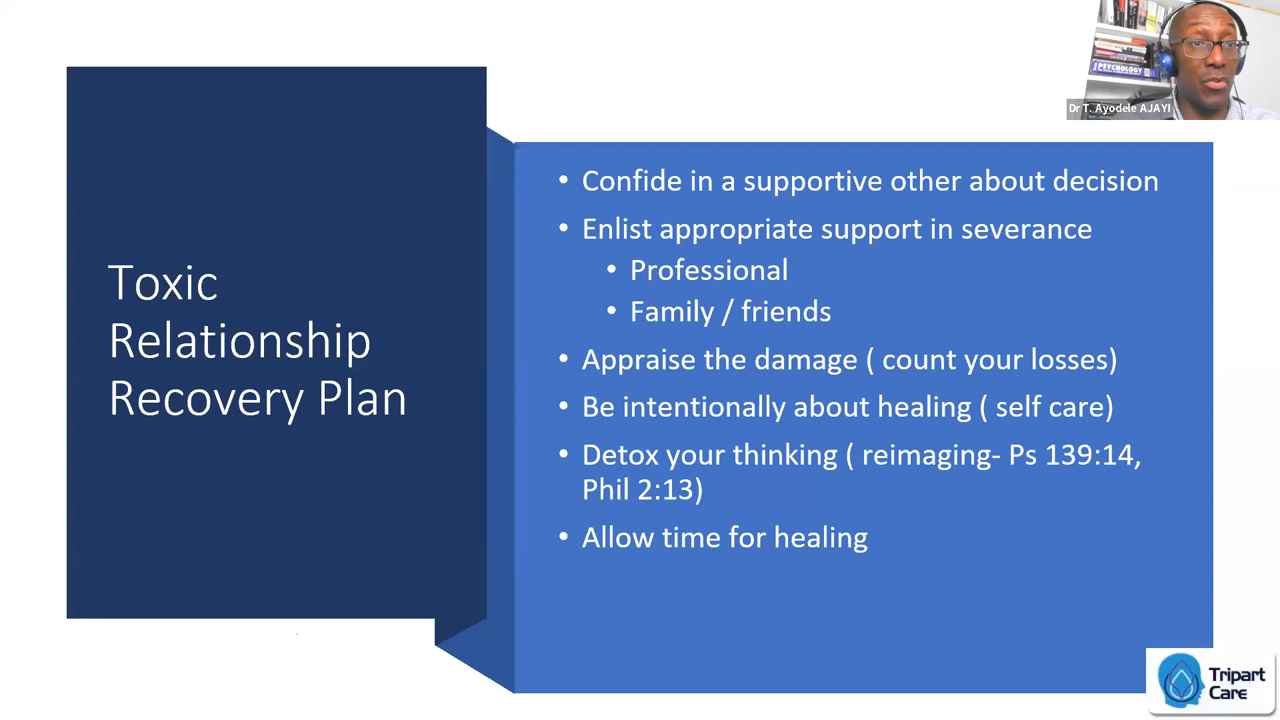 Toxic
Relationship
Recovery Plan
• Confide in a supportive other about decision
• Enlist appropriate support in severance
• Professional
• Family / friends
• Appraise the damage ( count your losses)
• Be intentionally about healing ( self care)
• Detox your thinking ( reimaging- Ps 139:14,
Phil 2:13)
• Allow time for healing
PSYCHOLOGY
Dr T. Ayodele AJAYI
Tripart
Care